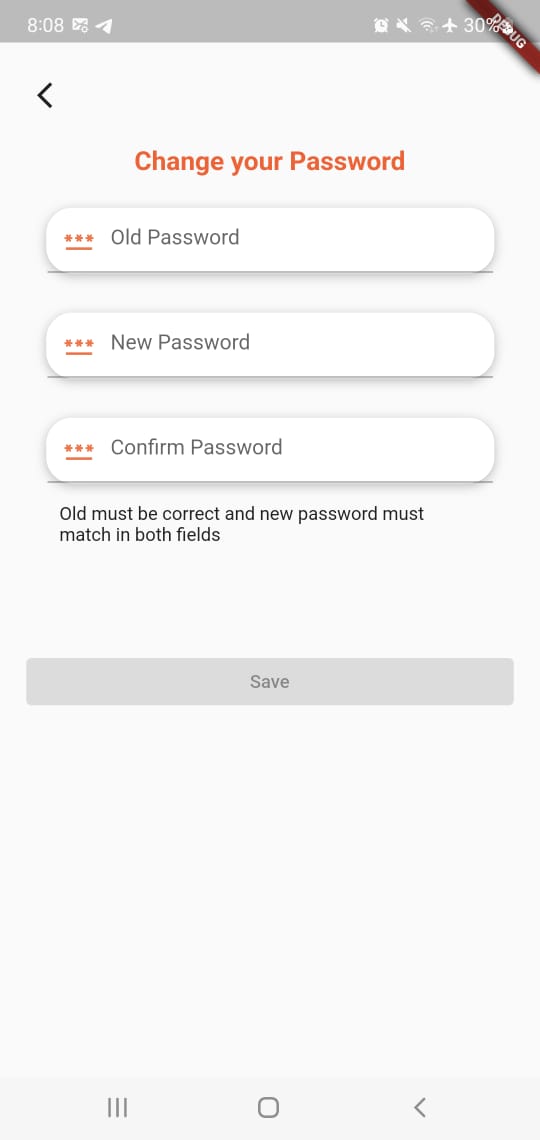 8:08 30%
DEBUG
Change your Password
*** Old Password
*** New Password
*** Confirm Password
Old must be correct and new password must
match in both fields
Save